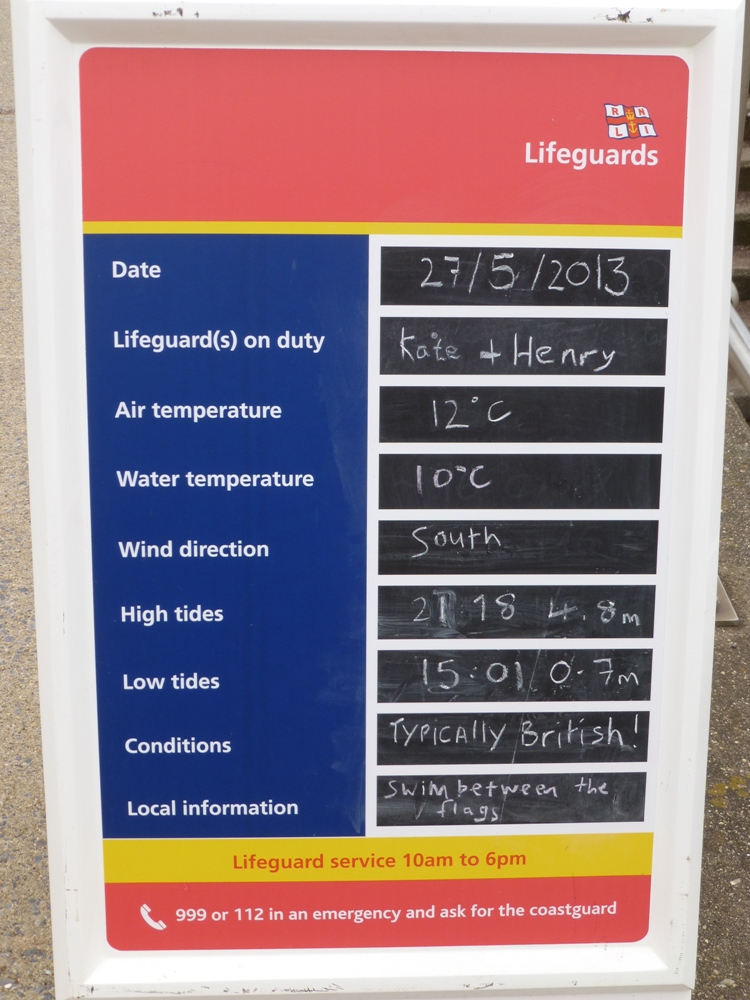 R N
L I
Lifeguards
Date 27/5/2013
Lifeguard(s) on duty Kate + Henry
Air temperature 12°C
Water temperature 10°C
Wind direction South
High tides 21:18 4.8m
Low tides 15:01 0.7m
Conditions Typically British!
Local information Swim between the
flags
Lifeguard service 10am to 6pm
999 or 112 in an emergency and ask for the coastguard